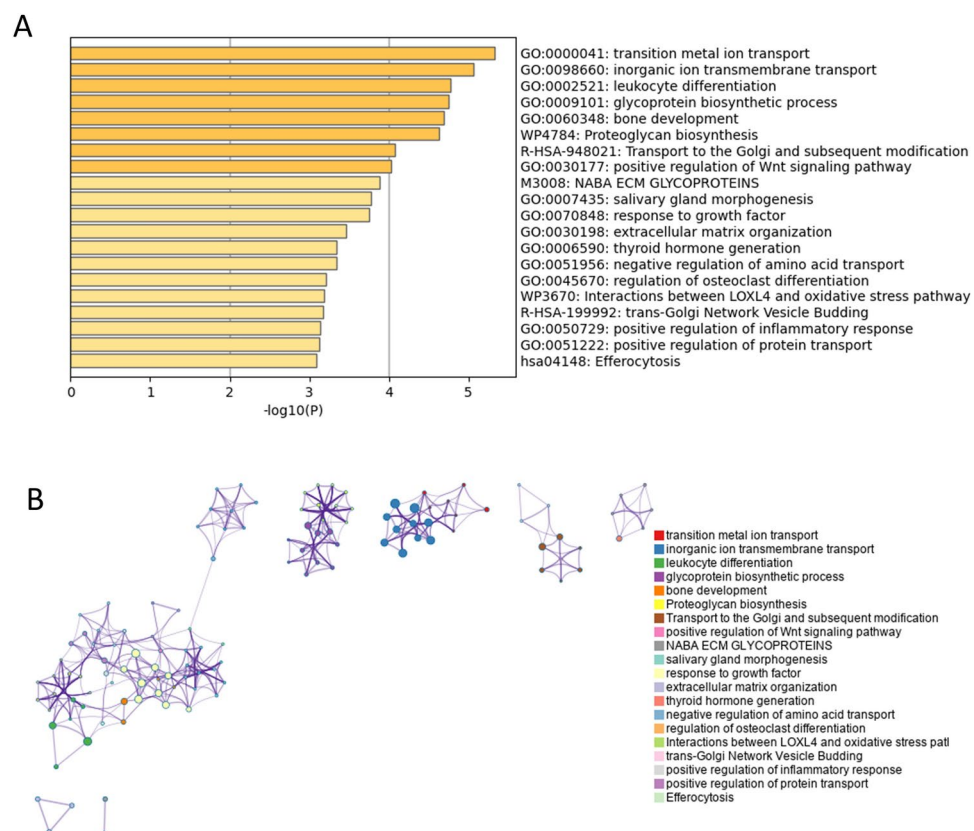 A
GO:0000041: transition metal ion transport
GO:0098660: inorganic ion transmembrane transport
GO:0002521: leukocyte differentiation
GO:0009101: glycoprotein biosynthetic process
GO:0060348: bone development
WP4784: Proteoglycan biosynthesis
R-HSA-948021: Transport to the Golgi and subsequent modification
GO:0030177: positive regulation of Wnt signaling pathway
M3008: NABA ECM GLYCOPROTEINS
GO:0007435: salivary gland morphogenesis
GO:0070848: response to growth factor
GO:0030198: extracellular matrix organization
GO:0006590: thyroid hormone generation
GO:0051956: negative regulation of amino acid transport
GO:0045670: regulation of osteoclast differentiation
WP3670: Interactions between LOXL4 and oxidative stress pathway
R-HSA-199992: trans-Golgi Network Vesicle Budding
GO:0050729: positive regulation of inflammatory response
GO:0051222: positive regulation of protein transport
hsa04148: Efferocytosis
0 1 2 3 4 5
-log10(P)
B
transition metal ion transport
inorganic ion transmembrane transport
leukocyte differentiation
glycoprotein biosynthetic process
bone development
Proteoglycan biosynthesis
Transport to the Golgi and subsequent modification
positive regulation of Wnt signaling pathway
NABA ECM GLYCOPROTEINS
salivary gland morphogenesis
response to growth factor
extracellular matrix organization
thyroid hormone generation
negative regulation of amino acid transport
regulation of osteoclast differentiation
Interactions between LOXL4 and oxidative stress patl
trans-Golgi Network Vesicle Budding
positive regulation of inflammatory response
positive regulation of protein transport
Efferocytosis